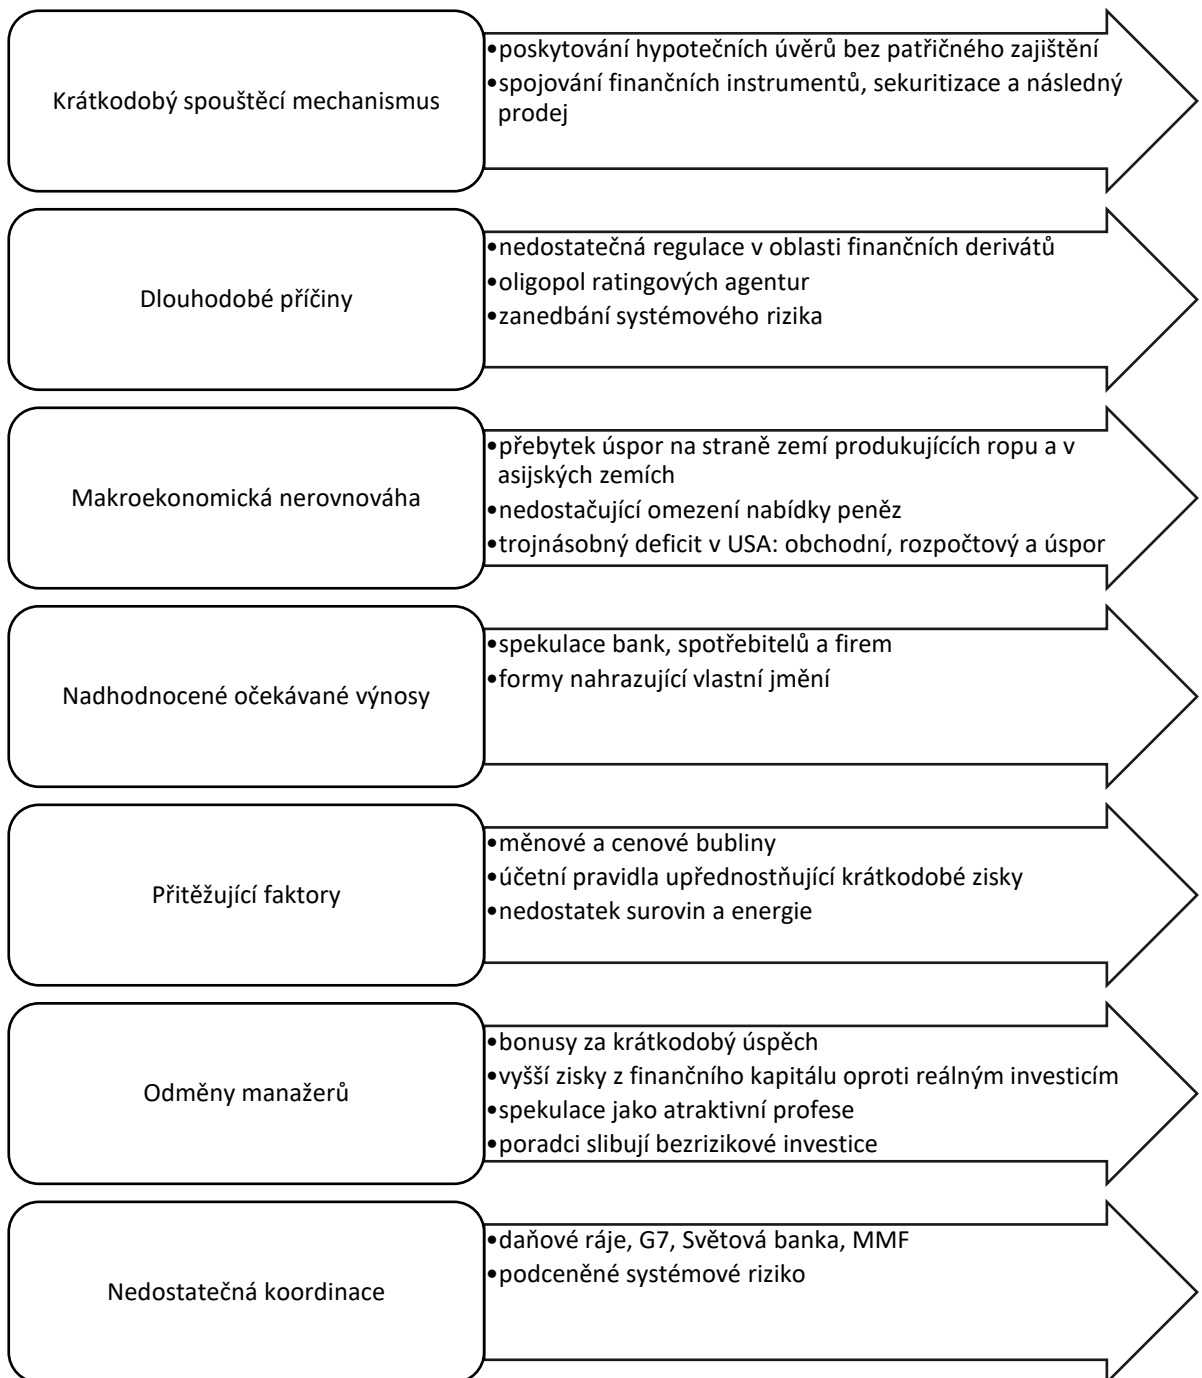 Krátkodobý spouštěcí mechanismus
•poskytování hypotečních úvěrů bez patřičného zajištění
•spojování finančních instrumentů, sekuritizace a následný
prodej
Dlouhodobé příčiny
•nedostatečná regulace v oblasti finančních derivátů
•oligopol ratingových agentur
•zanedbání systémového rizika
Makroekonomická nerovnováha
•přebytek úspor na straně zemí produkujících ropu a v
asijských zemích
•nedostačující omezení nabídky peněz
•trojnásobný deficit v USA: obchodní, rozpočtový a úspor
Nadhodnocené očekávané výnosy
•spekulace bank, spotřebitelů a firem
•formy nahrazující vlastní jmění
Přitěžující faktory
•měnové a cenové bubliny
•účetní pravidla upřednostňující krátkodobé zisky
•nedostatek surovin a energie
Odměny manažerů
•bonusy za krátkodobý úspěch
•vyšší zisky z finančního kapitálu oproti reálným investicím
•spekulace jako atraktivní profese
•poradci slibují bezrizikové investice
Nedostatečná koordinace
•daňové ráje, G7, Světová banka, MMF
•podceněné systémové riziko